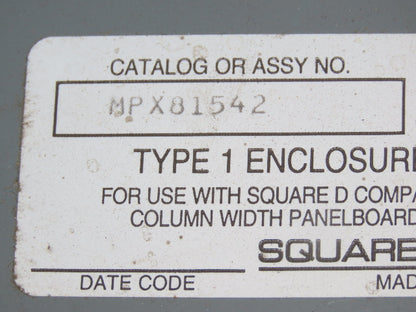 CATALOG OR ASSY NO.
MPX81542
TYPE 1 ENCLOSUR
FOR USE WITH SQUARE D COMP
COLUMN WIDTH PANELBOARD
SQUARE
DATE CODE
MAD